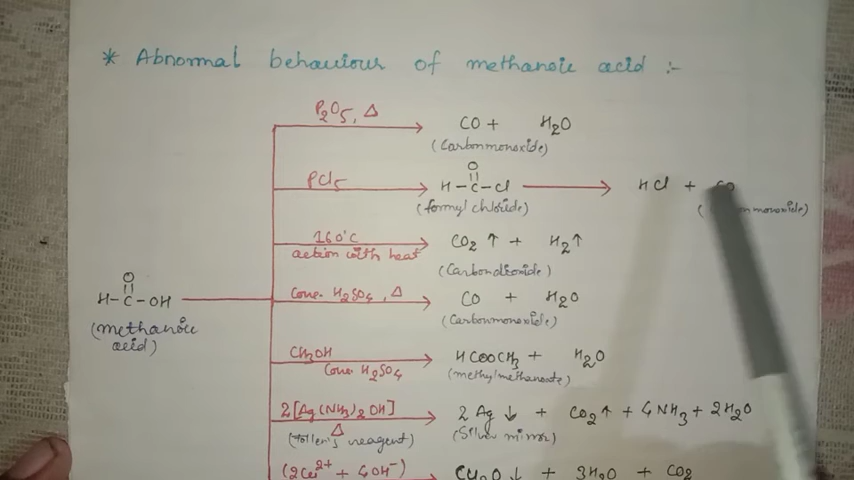 * Abnormal behaviour of methanoic acid :-
P2O5, Δ
CO + H2O
(Carbonmonoxide)
PCl5
O
H-C-Cl
HCl +
(formyl chloride)
160°C
action with heat
CO2 ↑ + H2↑
(Carbondioxide)
O
H-C-OH
(methanoic acid)
Conc. H2SO4, Δ
CO + H2O
(Carbonmonoxide)
CH3OH
Conc. H2SO4
HCOOCH3 + H2O
(methylmethanoate)
2[Ag(NH3)2OH]
Δ
(Tollen's reagent)
2Ag ↓ + CO2↑ + 4NH3 + 2H2O
(Silver mirror)
(2Cu2+ + 4OH-)
+ 3H2O + CO2